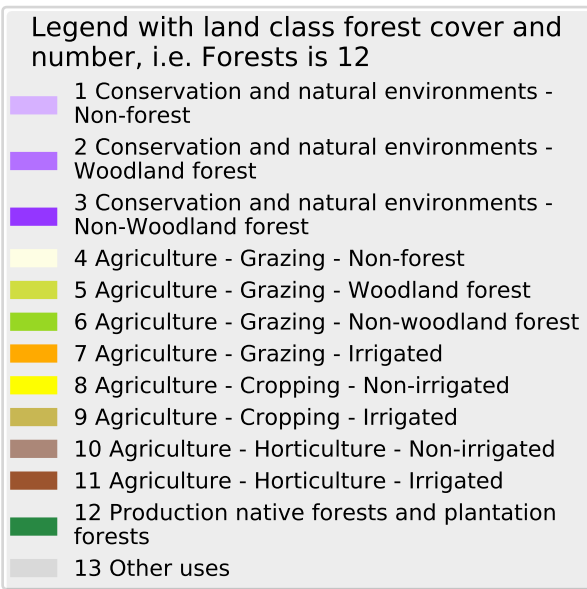 Legend with land class forest cover and
number, i.e. Forests is 12
1 Conservation and natural environments -
Non-forest
2 Conservation and natural environments -
Woodland forest
3 Conservation and natural environments -
Non-Woodland forest
4 Agriculture - Grazing - Non-forest
5 Agriculture - Grazing - Woodland forest
6 Agriculture - Grazing - Non-woodland forest
7 Agriculture - Grazing - Irrigated
8 Agriculture - Cropping - Non-irrigated
9 Agriculture - Cropping - Irrigated
10 Agriculture - Horticulture - Non-irrigated
11 Agriculture - Horticulture - Irrigated
12 Production native forests and plantation
forests
13 Other uses